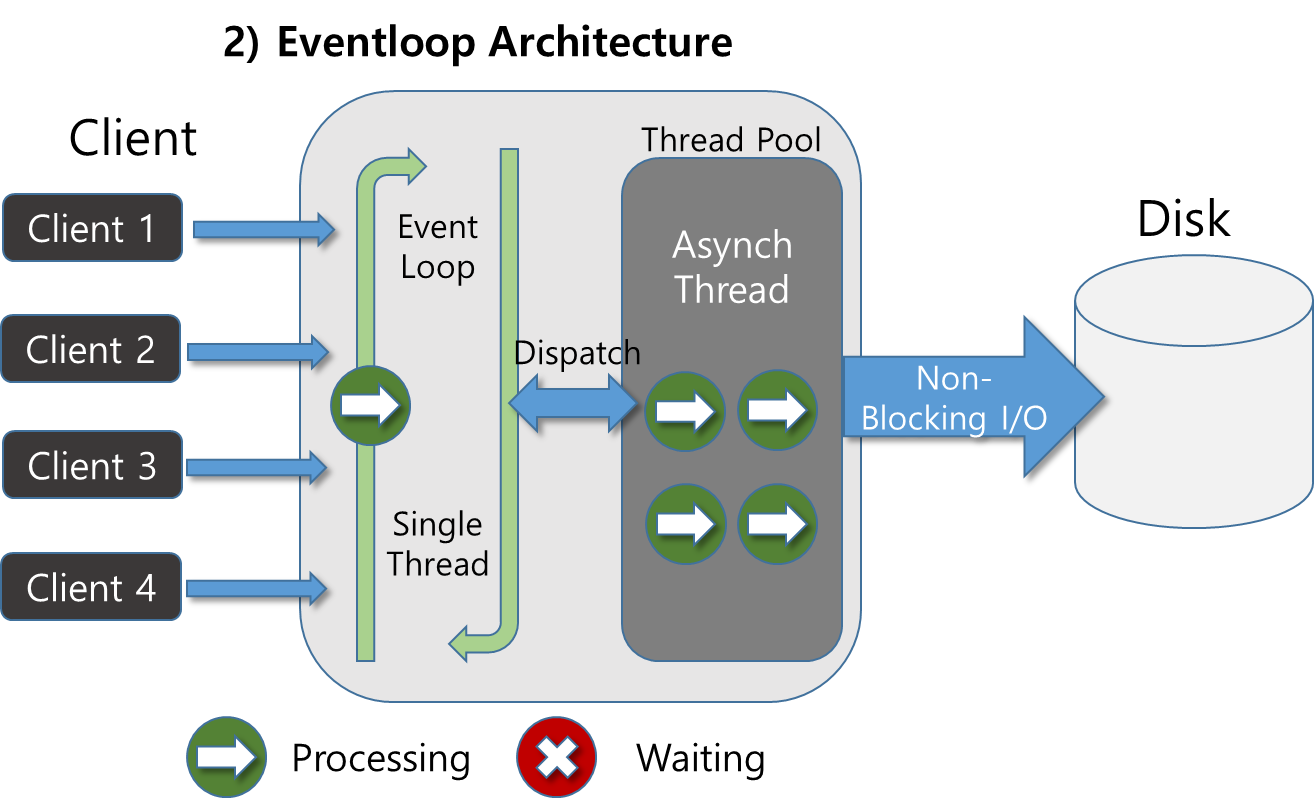 2) Eventloop Architecture
Client
Client 1
Client 2
Client 3
Client 4
Event
Loop
Single
Thread
Dispatch
Thread Pool
Asynch
Thread
Non-
Blocking I/O
Disk
Processing
Waiting